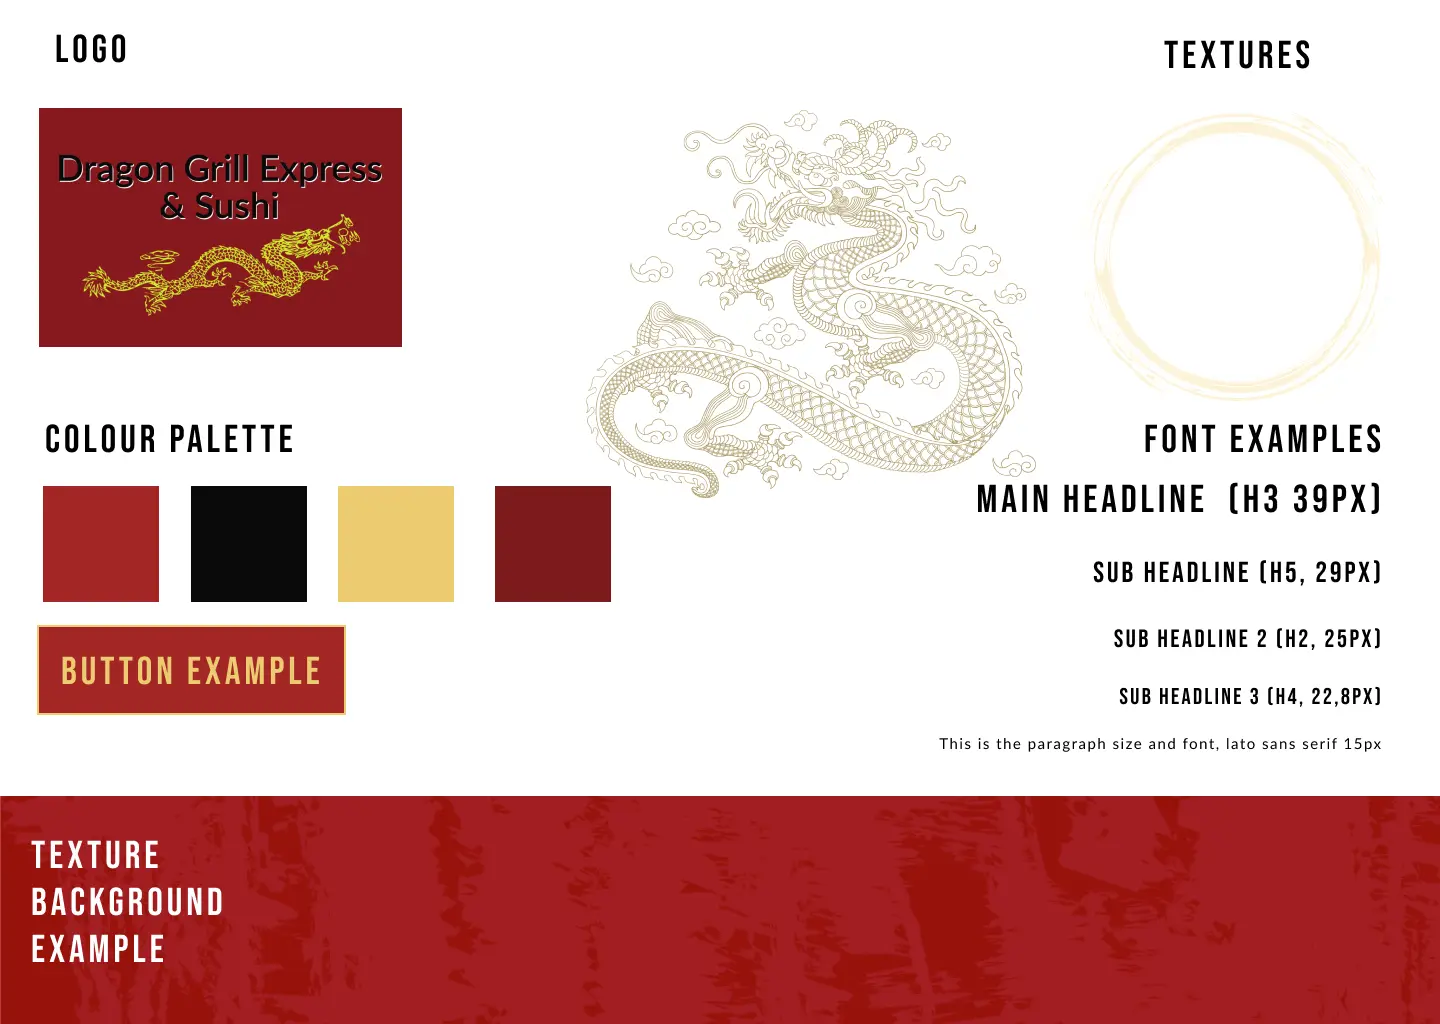 LOGO
TEXTURES
Dragon Grill Express
& Sushi
COLOUR PALETTE
FONT EXAMPLES
MAIN HEADLINE (H3 39PX)
SUB HEADLINE (H5, 29PX)
BUTTON EXAMPLE
SUB HEADLINE 2 (H2, 25PX)
SUB HEADLINE 3 (H4, 22,8PX)
This is the paragraph size and font, lato sans serif 15px
TEXTURE
BACKGROUND
EXAMPLE